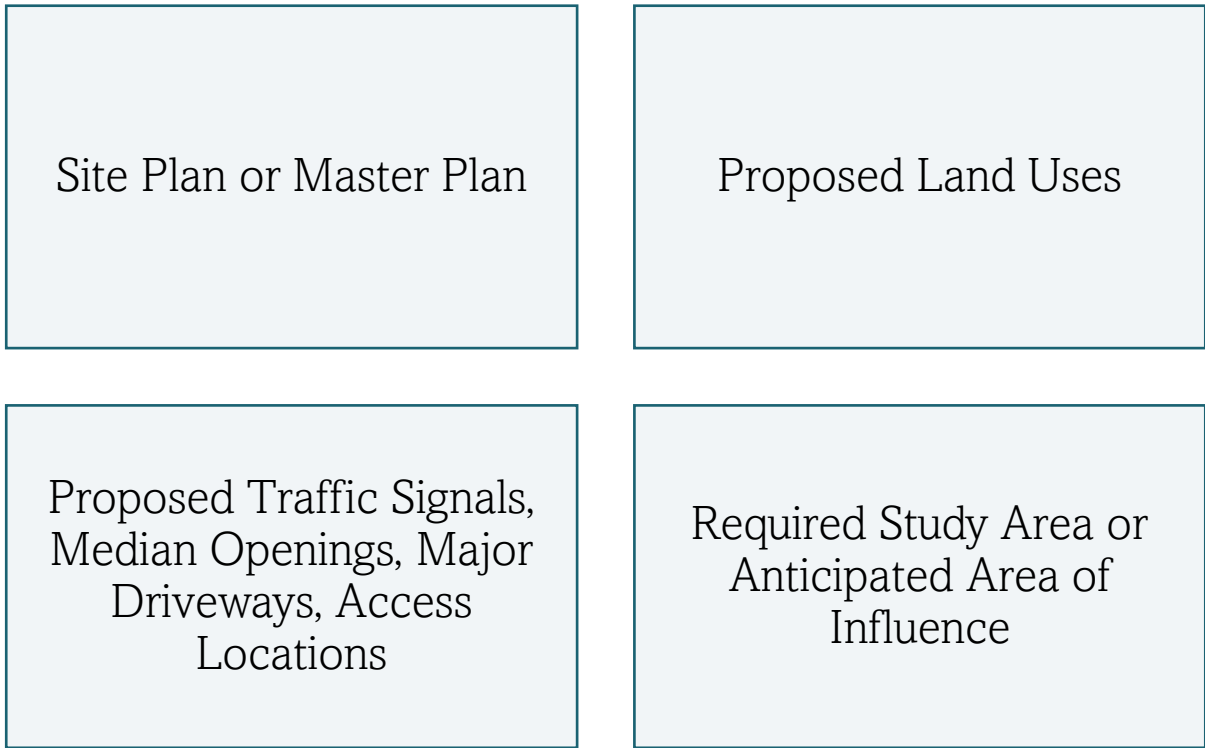 Site Plan or Master Plan
Proposed Land Uses
Proposed Traffic Signals,
Median Openings, Major
Driveways, Access
Locations
Required Study Area or
Anticipated Area of
Influence